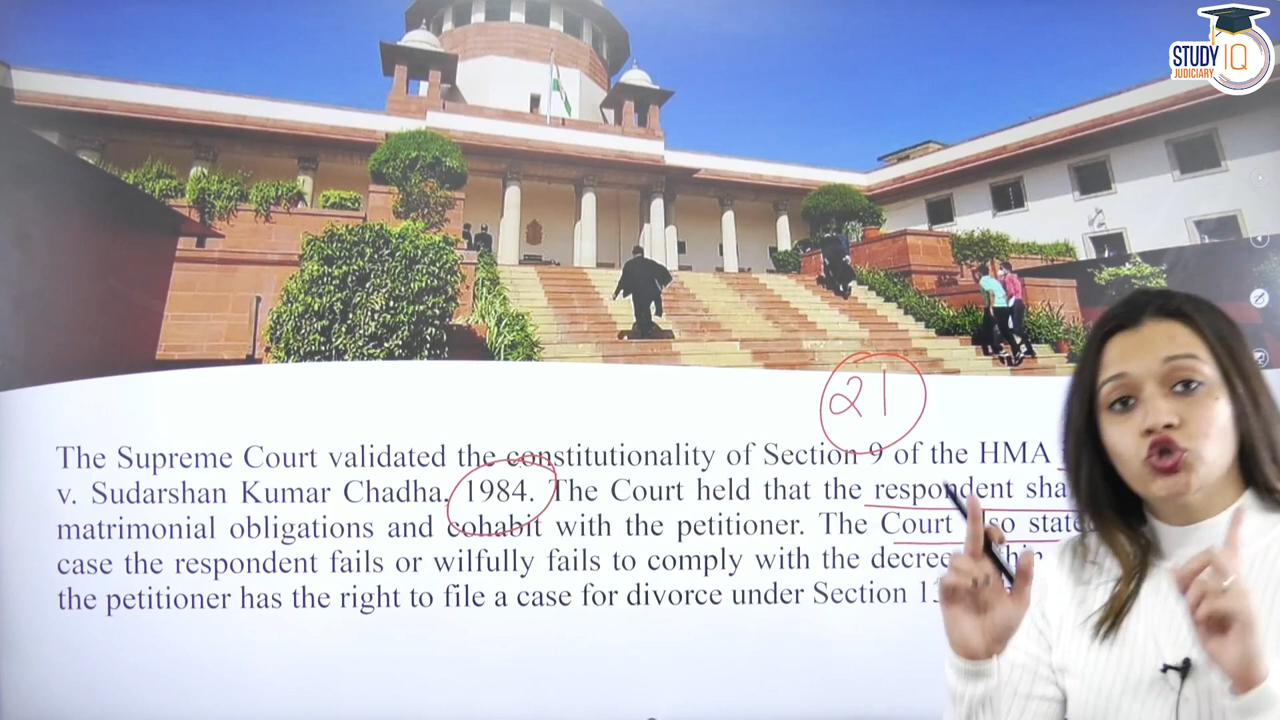 STUDY IQ
JUDICIARY
21
The Supreme Court validated the constitutionality of Section 9 of the HMA
v. Sudarshan Kumar Chadha, 1984. The Court held that the respondent
matrimonial obligations and cohabit with the petitioner. The Court also
case the respondent fails or wilfully fails to comply with the decree
the petitioner has the right to file a case for divorce under Section